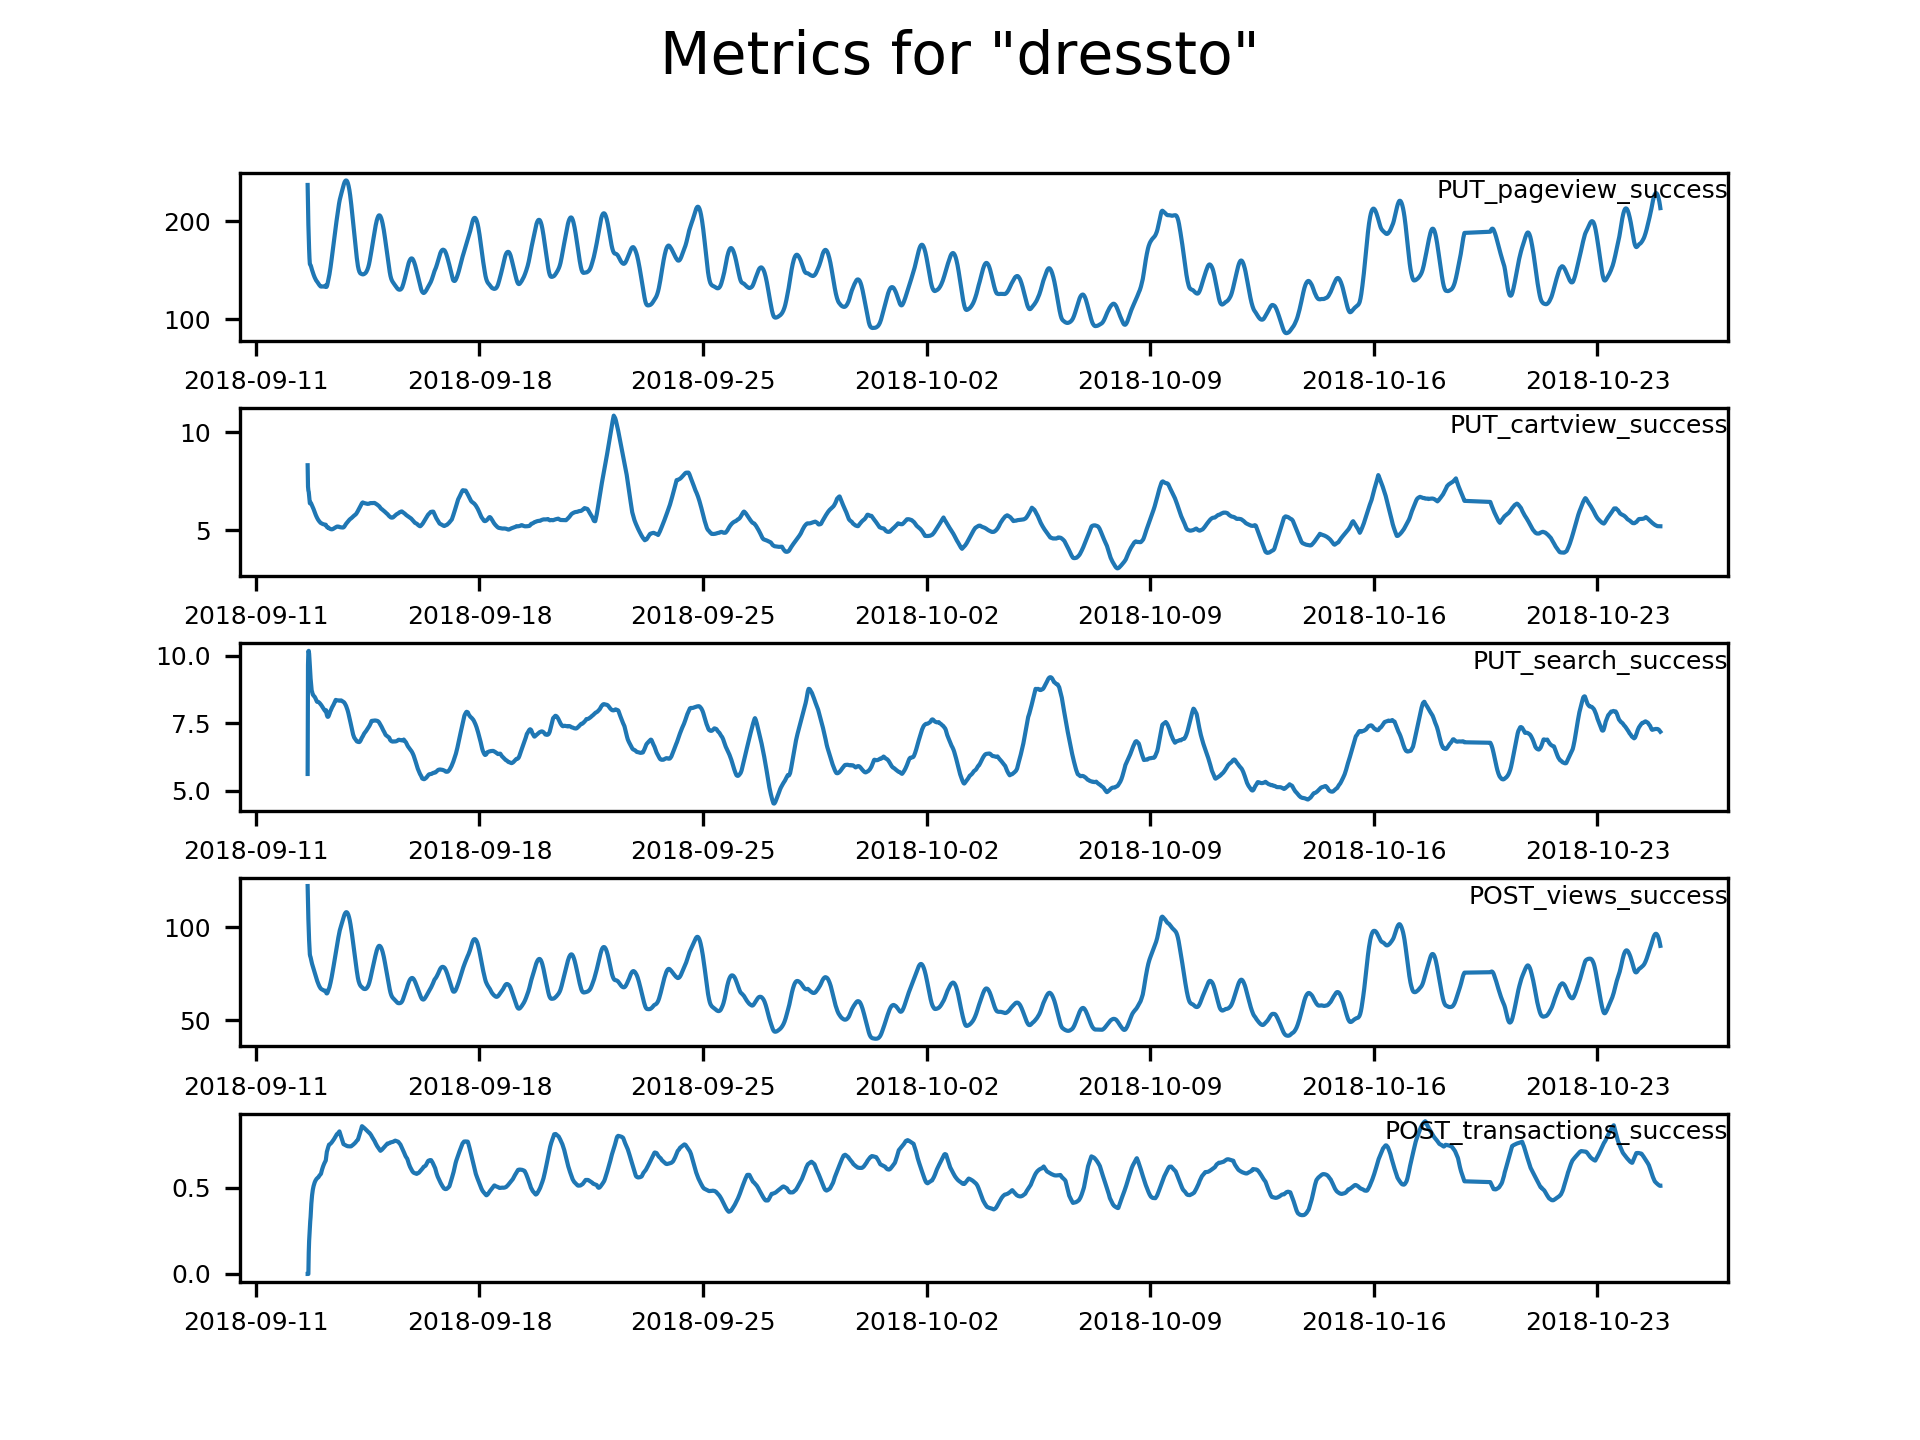 Metrics for "dressto"
PUT_pageview_success
200
100
2018-09-11 2018-09-18 2018-09-25 2018-10-02 2018-10-09 2018-10-16 2018-10-23
PUT_cartview_success
10
5
2018-09-11 2018-09-18 2018-09-25 2018-10-02 2018-10-09 2018-10-16 2018-10-23
PUT_search_success
10.0
7.5
5.0
2018-09-11 2018-09-18 2018-09-25 2018-10-02 2018-10-09 2018-10-16 2018-10-23
POST_views_success
100
50
2018-09-11 2018-09-18 2018-09-25 2018-10-02 2018-10-09 2018-10-16 2018-10-23
POST_transactions_success
0.5
0.0
2018-09-11 2018-09-18 2018-09-25 2018-10-02 2018-10-09 2018-10-16 2018-10-23